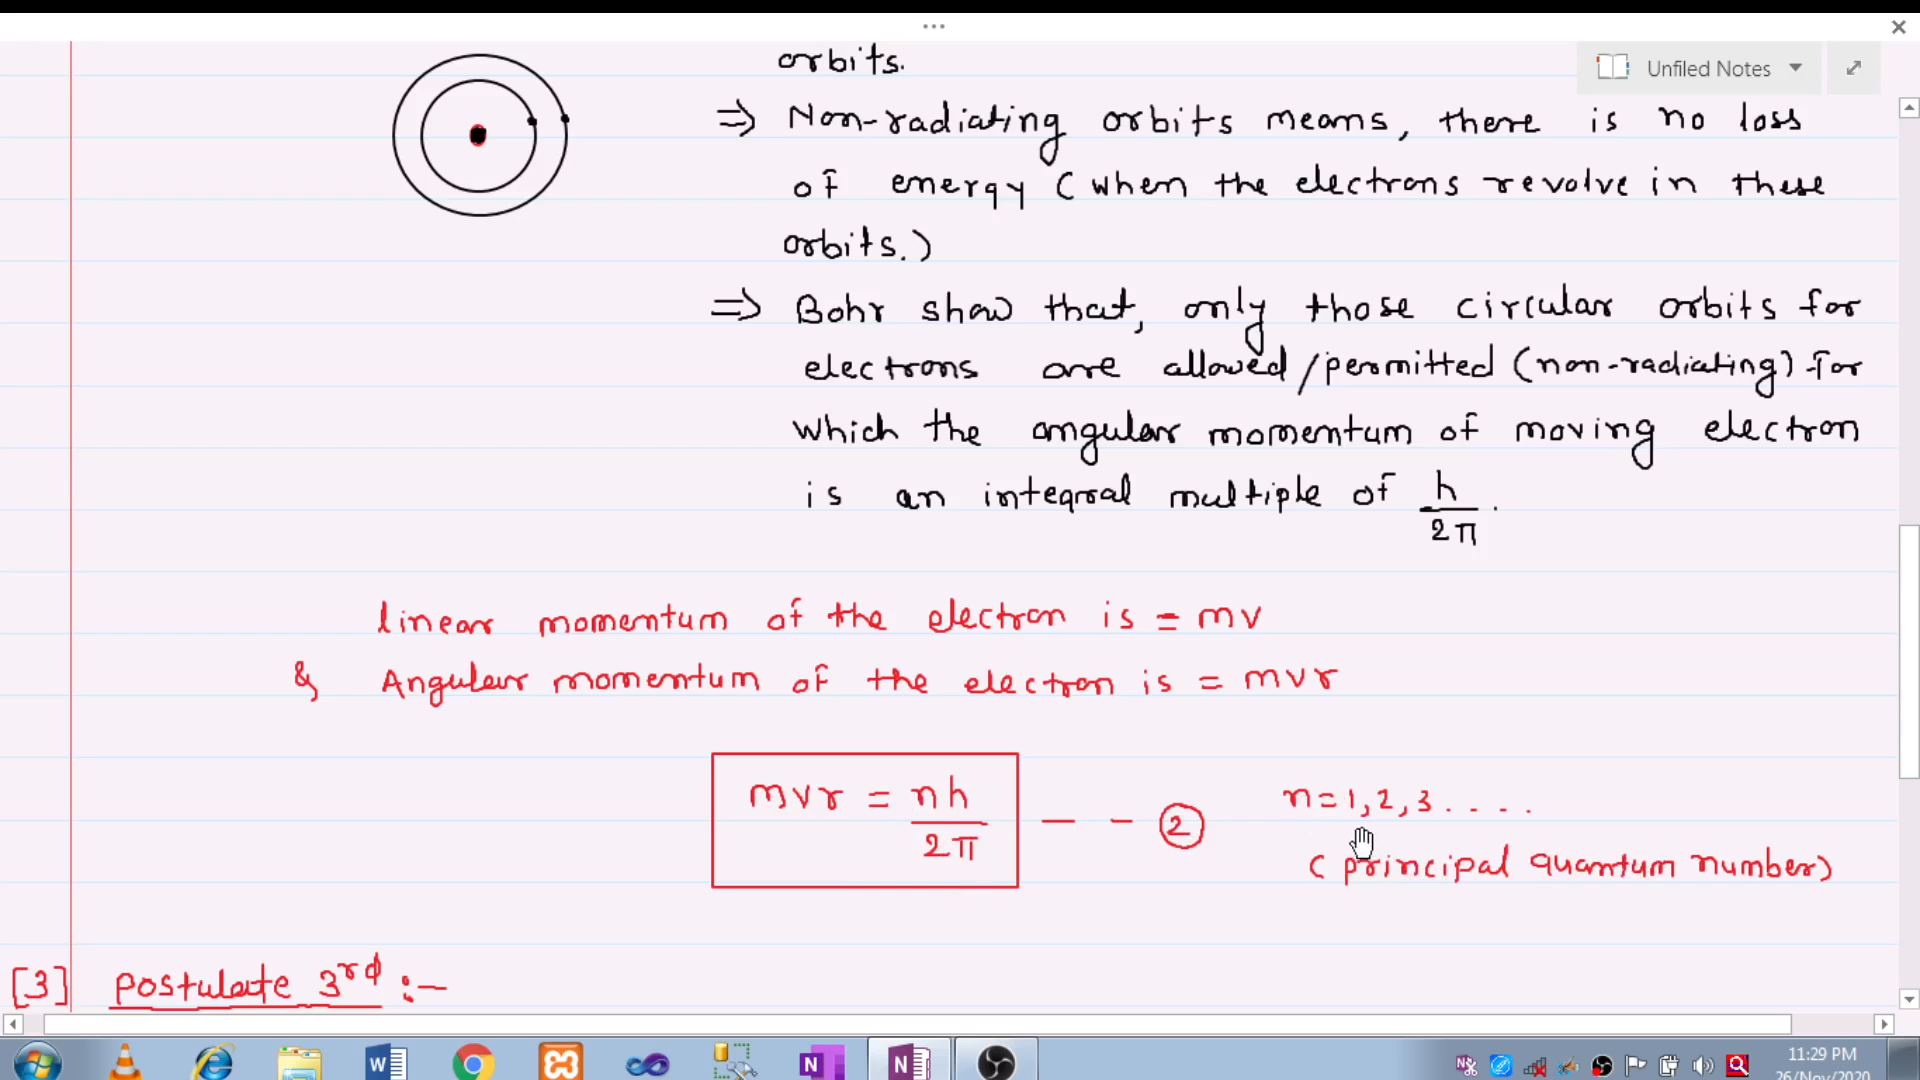 Unfiled Notes
orbits.
⇒ Non-radiating orbits means, there is no loss
of energy (when the electrons revolve in these
orbits.)
⇒ Bohr show that, only those circular orbits for
electrons are allowed/permitted (non-radiating) for
which the angular momentum of moving electron
is an integral multiple of h/2π.
linear momentum of the electron is = mv
& Angular momentum of the electron is = mvr
mvr = nh/2π -- ②
n=1,2,3....
(principal quantum number)
[3] Postulate 3rd :-
11:29 PM
26/Nov/2020